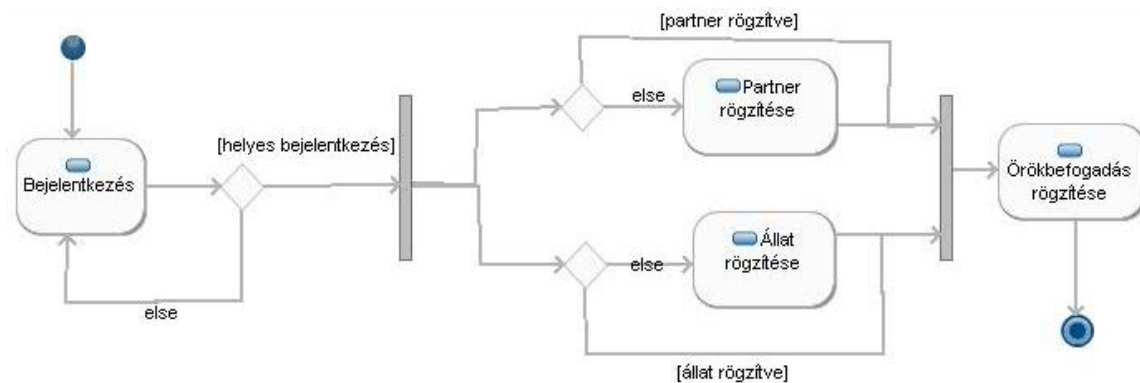 [partner rögzítve]
Partner
rögzítése
else
[helyes bejelentkezés]
Bejelentkezés
Örökbefogadás
rögzítése
Állat
rögzítése
else
else
[állat rögzítve]